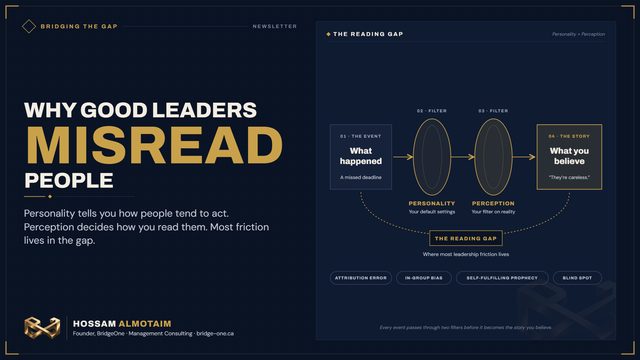 BRIDGING THE GAP
NEWSLETTER
WHY GOOD LEADERS
MISREAD
PEOPLE
Personality tells you how people tend to act.
Perception decides how you read them. Most friction
lives in the gap.
HOSSAM ALMOTAIM
Founder, BridgeOne · Management Consulting · bridge-one.ca
THE READING GAP
Personality × Perception
01 · THE EVENT
What
happened
A missed deadline
02 · FILTER
PERSONALITY
Your default settings
03 · FILTER
PERCEPTION
Your filter on reality
04 · THE STORY
What you
believe
"They're careless."
THE READING GAP
Where most leadership friction lives
ATTRIBUTION ERROR
IN-GROUP BIAS
SELF-FULFILLING PROPHECY
BLIND SPOT
Every event passes through two filters before it becomes the story you believe.